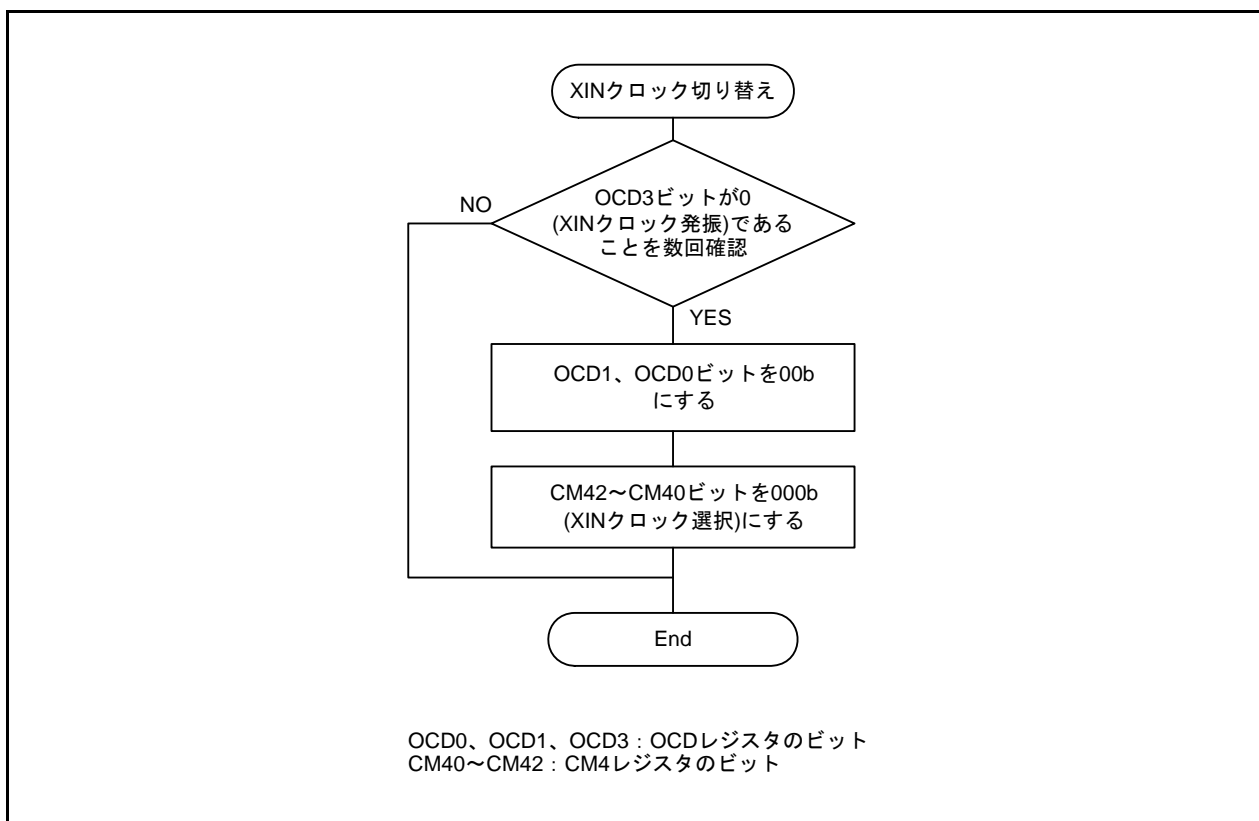 XINクロック切り替え
OCD3ビットが0
(XINクロック発振)である
ことを数回確認
NO
YES
OCD1、OCD0ビットを00b
にする
CM42～CM40ビットを000b
(XINクロック選択)にする
End
OCD0、OCD1、OCD3：OCDレジスタのビット
CM40～CM42：CM4レジスタのビット